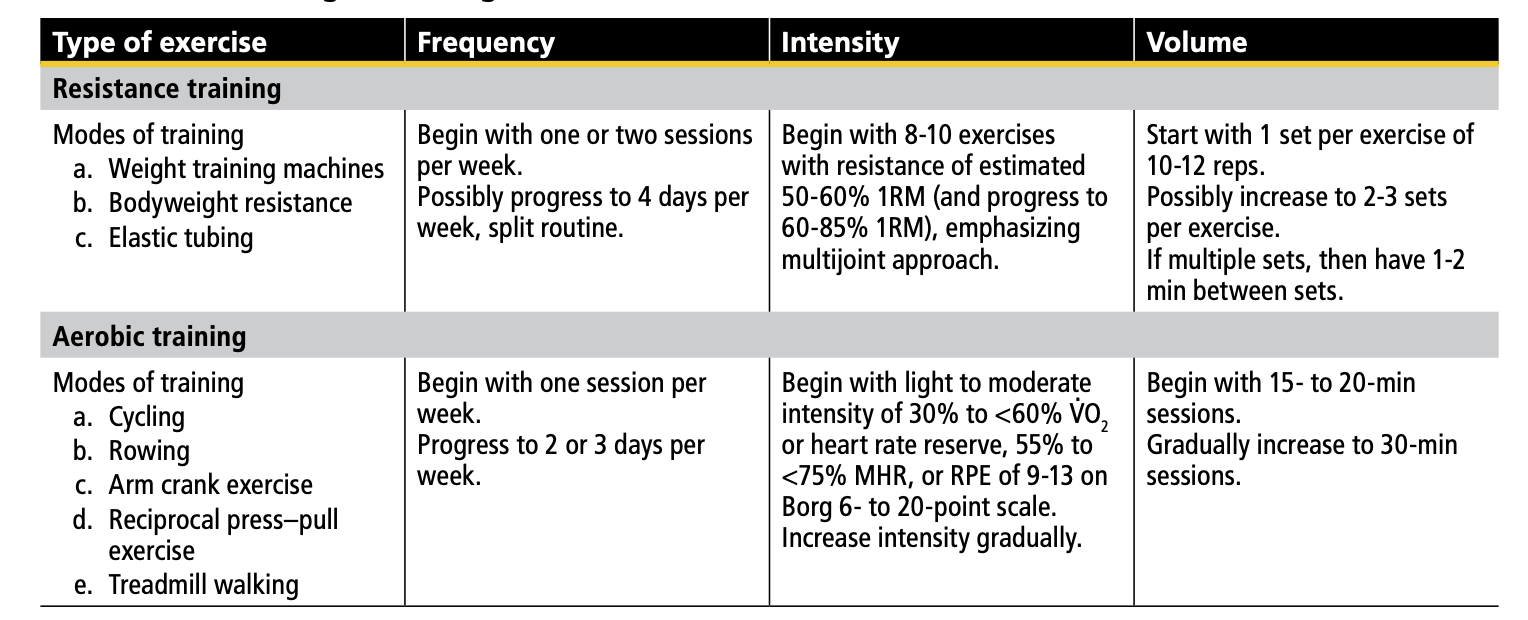 Type of exercise
Frequency
Intensity
Volume
Resistance training
Modes of training
a. Weight training machines
b. Bodyweight resistance
c. Elastic tubing
Begin with one or two sessions
per week.
Possibly progress to 4 days per
week, split routine.
Begin with 8-10 exercises
with resistance of estimated
50-60% 1RM (and progress to
60-85% 1RM), emphasizing
multijoint approach.
Start with 1 set per exercise of
10-12 reps.
Possibly increase to 2-3 sets
per exercise.
If multiple sets, then have 1-2
min between sets.
Aerobic training
Modes of training
a. Cycling
b. Rowing
c. Arm crank exercise
d. Reciprocal press–pull
exercise
e. Treadmill walking
Begin with one session per
week.
Progress to 2 or 3 days per
week.
Begin with light to moderate
intensity of 30% to <60% V̇O₂
or heart rate reserve, 55% to
<75% MHR, or RPE of 9-13 on
Borg 6- to 20-point scale.
Increase intensity gradually.
Begin with 15- to 20-min
sessions.
Gradually increase to 30-min
sessions.